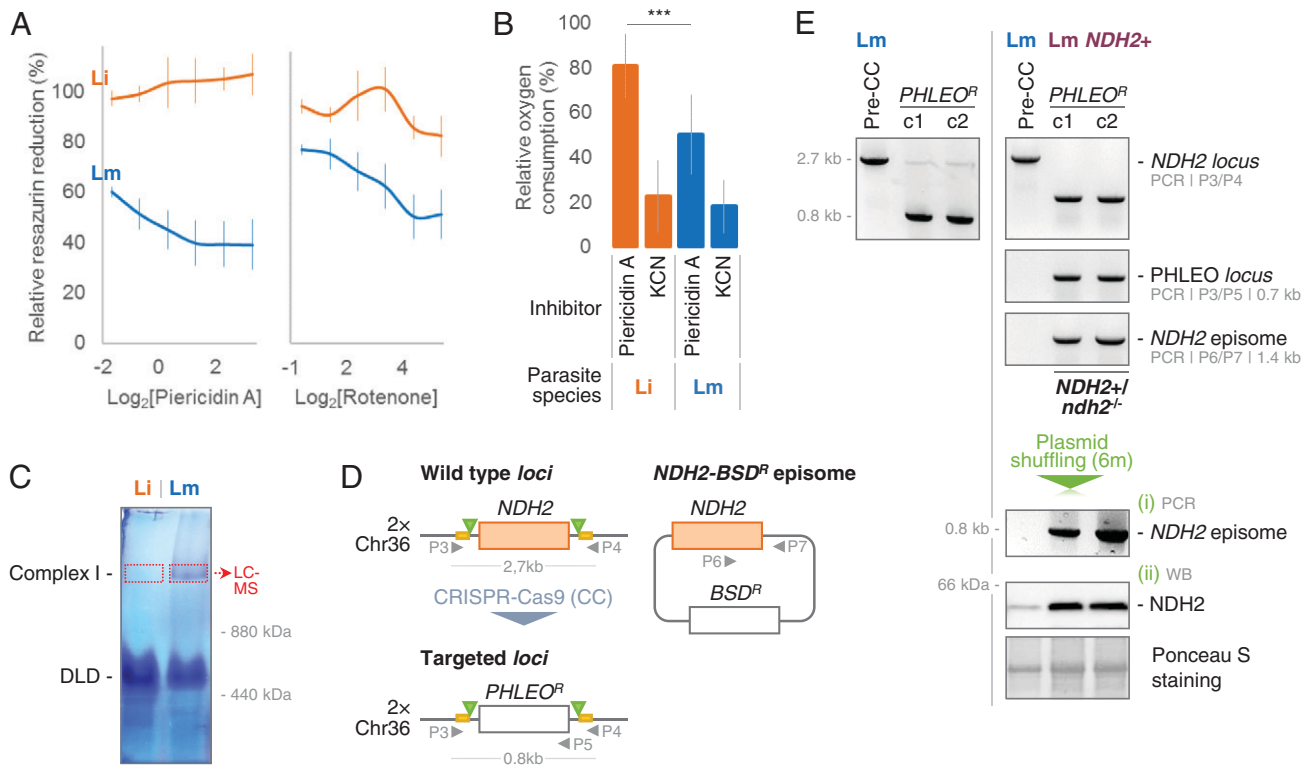 A
Relative resazurin reduction (%)
100
80
60
40
20
0
Li
Lm
-2
0
2
Log2[Piericidin A]
-1
2
4
Log2[Rotenone]
B
Relative oxygen
consumption (%)
100
80
60
40
20
0
***
Inhibitor
Piericidin A
KCN
Piericidin A
KCN
Parasite
species
Li
Lm
C
Li | Lm
Complex I -
LC-
MS
- 880 kDa
DLD -
- 440 kDa
D
Wild type loci
NDH2
2×
Chr36
P3
P4
2,7kb
CRISPR-Cas9 (CC)
Targeted loci
PHLEO^R
2×
Chr36
P3
P4
P5
0.8kb
NDH2-BSD^R episome
NDH2
P6
P7
BSD^R
E
Lm
Pre-CC
PHLEO^R
c1
c2
2.7 kb -
0.8 kb -
Lm
Lm NDH2+
Pre-CC
PHLEO^R
c1
c2
- NDH2 locus
PCR | P3/P4
- PHLEO locus
PCR | P3/P5 | 0.7 kb
- NDH2 episome
PCR | P6/P7 | 1.4 kb
NDH2+/
ndh2-/-
Plasmid
shuffling (6m)
(i) PCR
0.8 kb -
- NDH2 episome
(ii) WB
66 kDa -
- NDH2
Ponceau S
staining